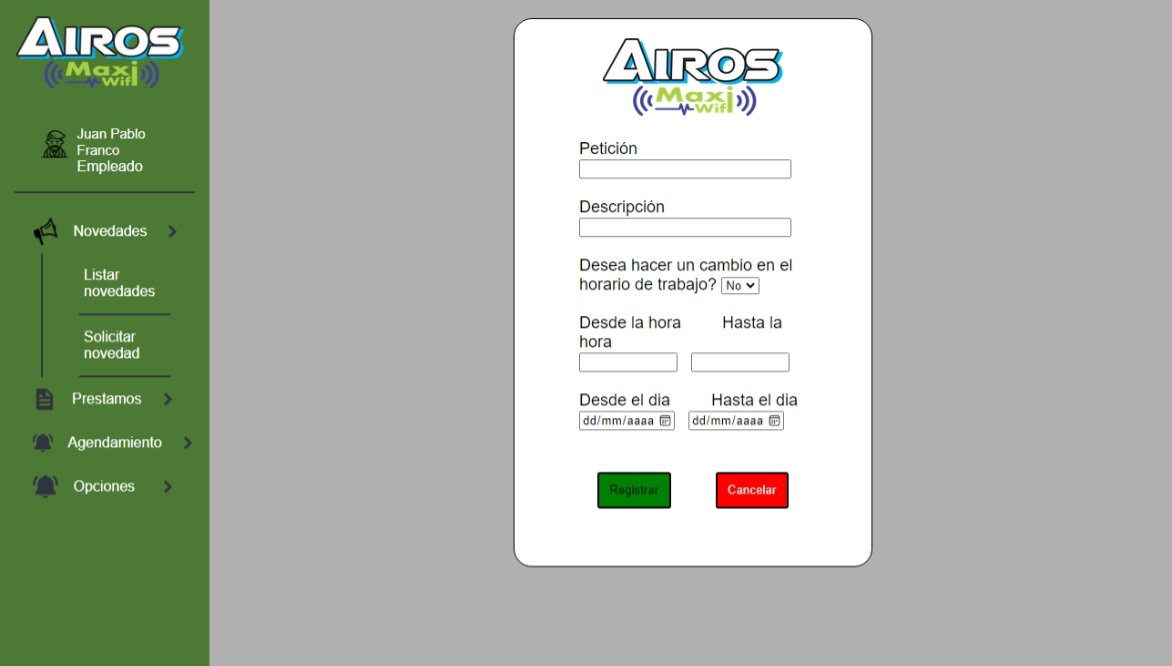 AIROS
Maxi
Wifi
Juan Pablo
Franco
Empleado
Novedades
Listar
novedades
Solicitar
novedad
Prestamos
Agendamiento
Opciones
AIROS
Maxi
Wifi
Petición
Descripción
Desea hacer un cambio en el
horario de trabajo? No
Desde la hora Hasta la
hora
Desde el dia Hasta el dia
dd/mm/aaaa dd/mm/aaaa
Registrar Cancelar